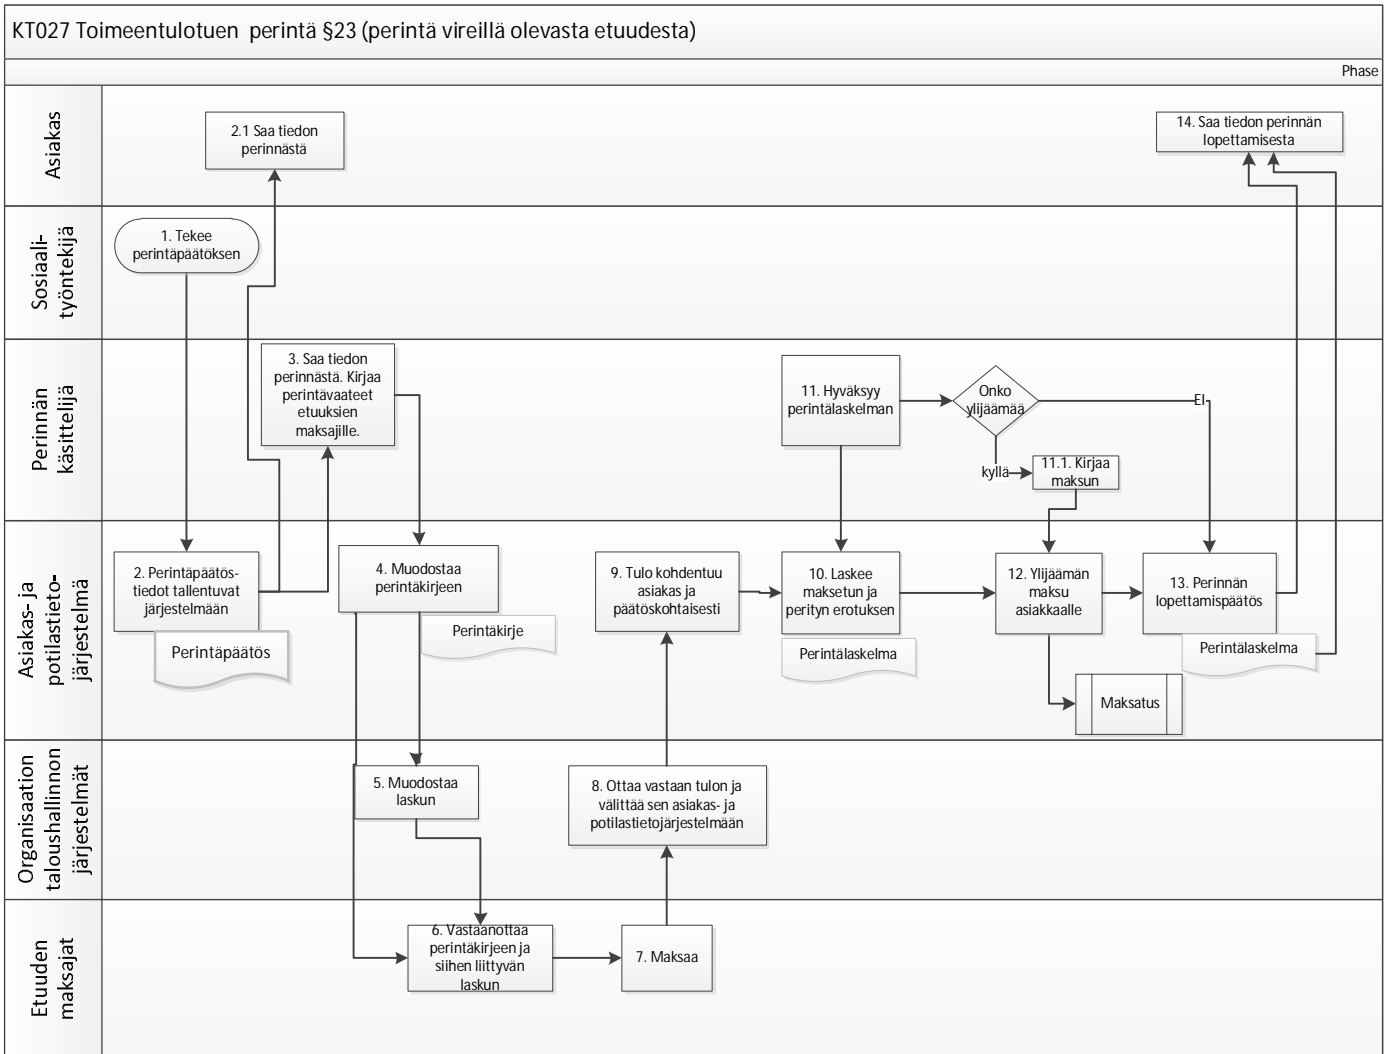 KT027 Toimeentulotuen perintä §23 (perintä vireillä olevasta etuudesta)
Phase
Asiakas
2.1 Saa tiedon
perinnästä
14. Saa tiedon perinnän
lopettamisesta
Sosiaali-
työntekijä
1. Tekee
perintäpäätöksen
Perinnän
käsittelijä
3. Saa tiedon
perinnästä. Kirjaa
perintävaateet
etuuksien
maksajille.
11. Hyväksyy
perintälaskelman
Onko
ylijäämää
EI
kyllä
11.1. Kirjaa
maksun
Asiakas- ja
potilastieto-
järjestelmä
2. Perintäpäätös-
tiedot tallentuvat
järjestelmään
Perintäpäätös
4. Muodostaa
perintäkirjeen
Perintäkirje
9. Tulo kohdentuu
asiakas ja
päätöskohtaisesti
10. Laskee
maksetun ja
perityn erotuksen
Perintälaskelma
12. Ylijäämän
maksu
asiakkaalle
Maksatus
13. Perinnän
lopettamispäätös
Perintälaskelma
Organisaation
taloushallinnon
järjestelmät
5. Muodostaa
laskun
8. Ottaa vastaan tulon ja
välittää sen asiakas- ja
potilastietojärjestelmään
Etuuden
maksajat
6. Vastaanottaa
perintäkirjeen ja
siihen liittyvän
laskun
7. Maksaa